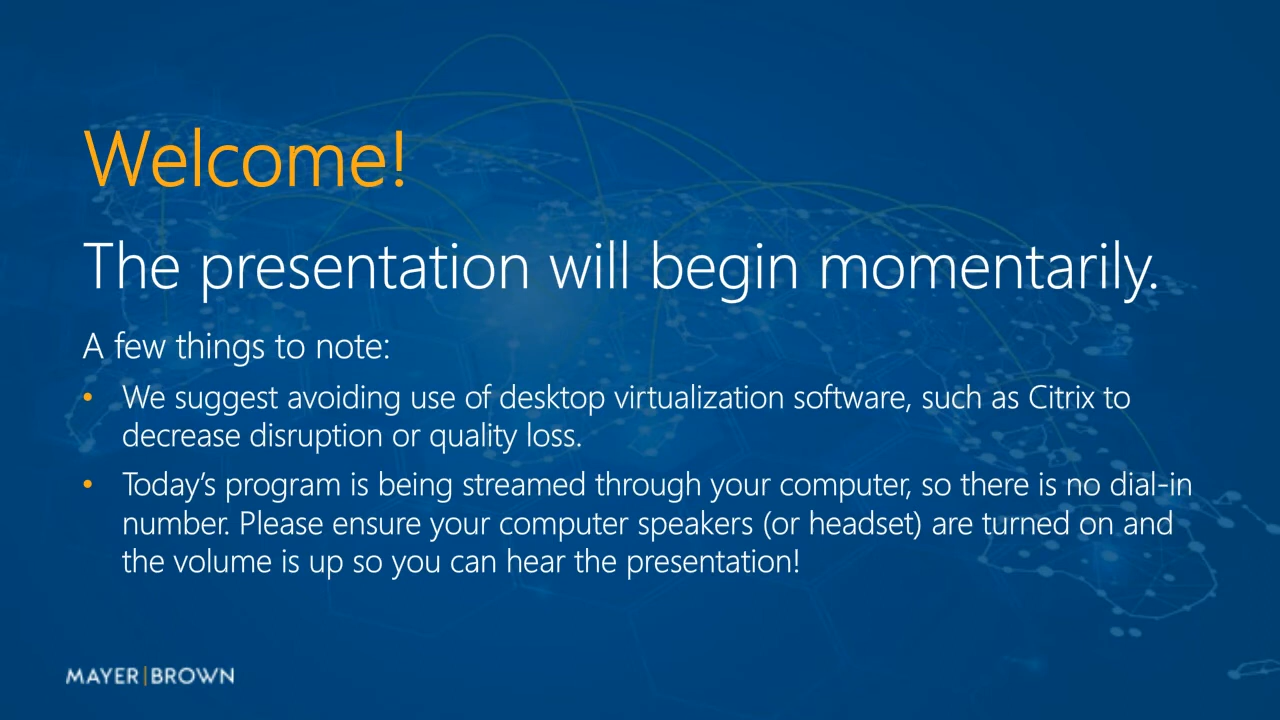 Welcome!
The presentation will begin momentarily.
A few things to note:
• We suggest avoiding use of desktop virtualization software, such as Citrix to
decrease disruption or quality loss.
• Today’s program is being streamed through your computer, so there is no dial-in
number. Please ensure your computer speakers (or headset) are turned on and
the volume is up so you can hear the presentation!
MAYER|BROWN